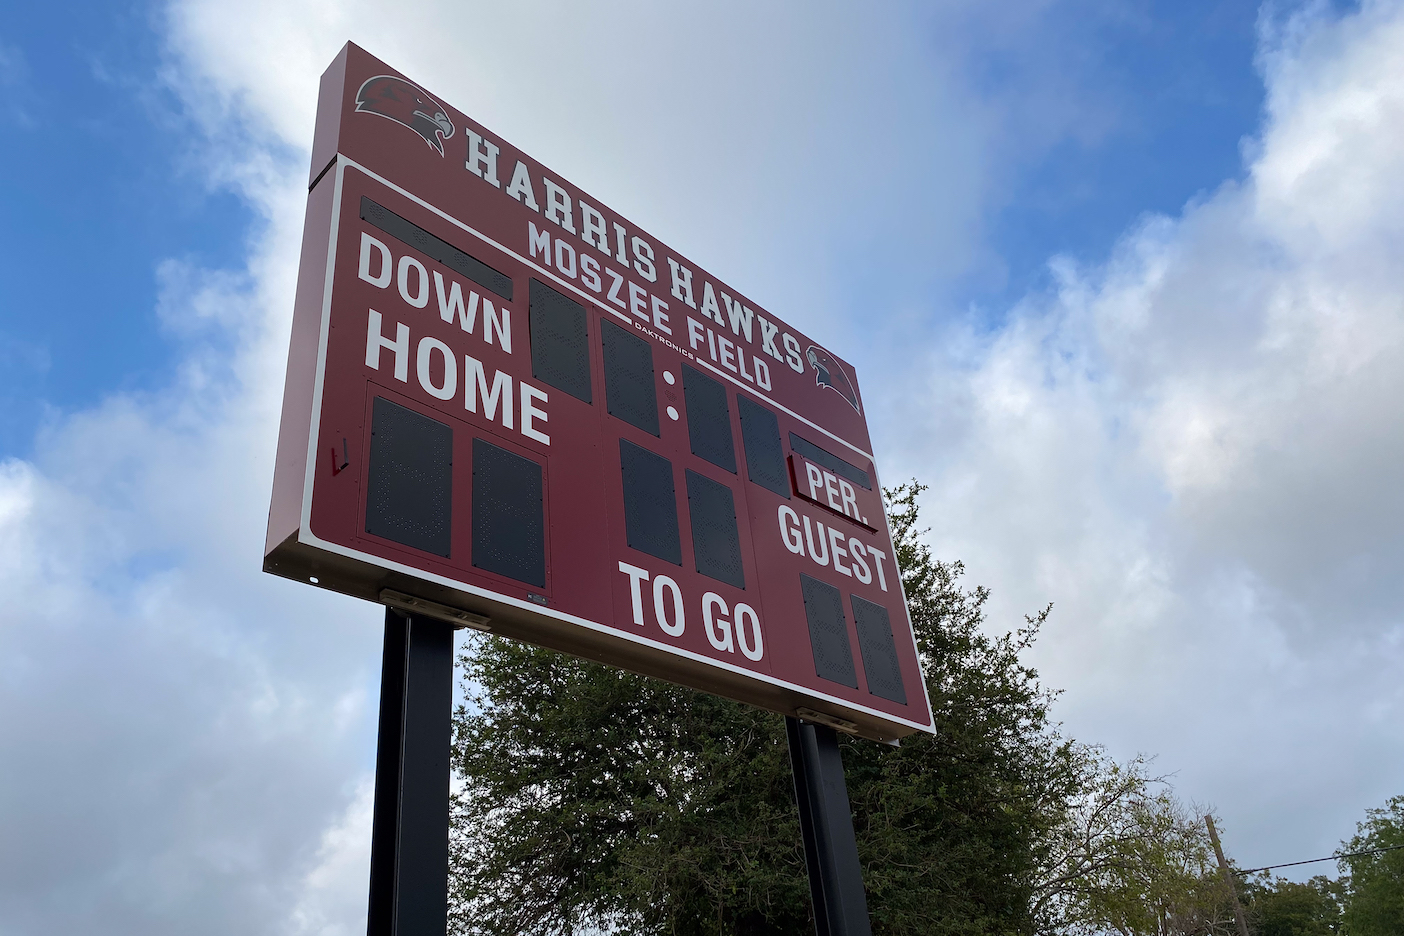 HARRIS HAWKS
MOSZEE FIELD
DAKTRONICS
DOWN
HOME
PER.
GUEST
TO GO